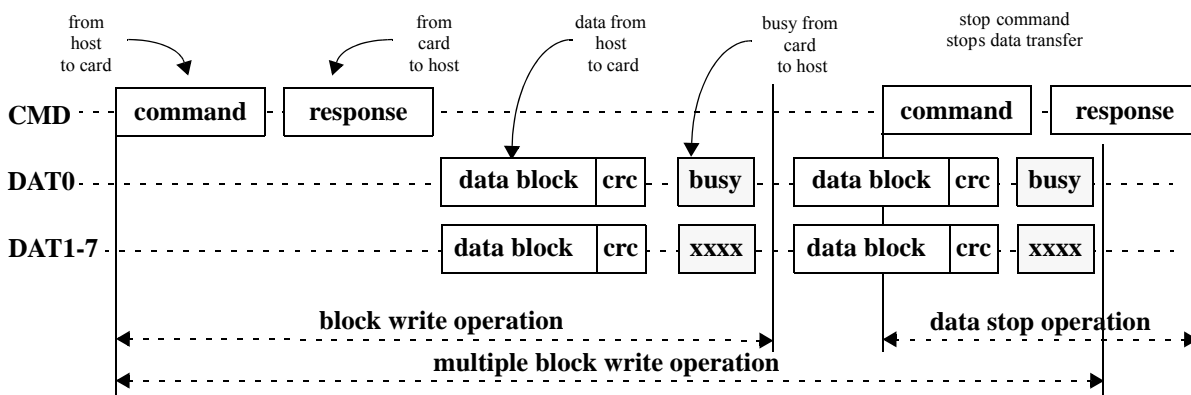 from
host
to card
from
card
to host
data from
host
to card
busy from
card
to host
stop command
stops data transfer
CMD command response command response
DAT0 data block crc busy data block crc busy
DAT1-7 data block crc xxxx data block crc xxxx
block write operation
data stop operation
multiple block write operation